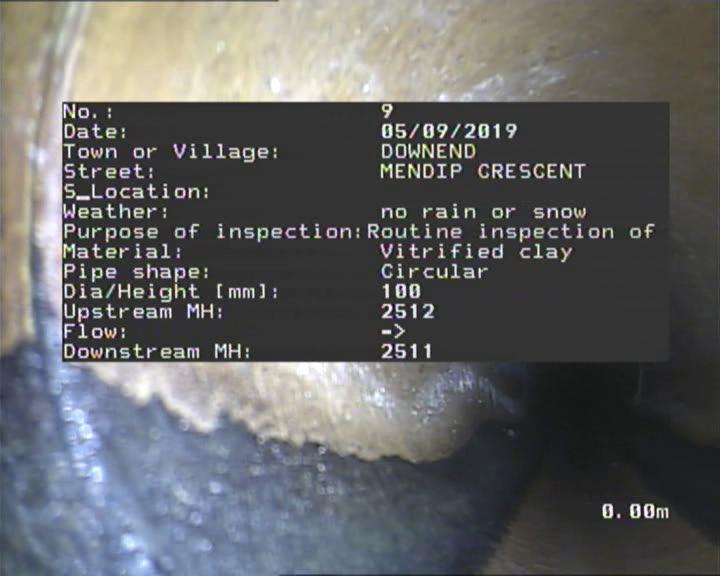 No.: 9
Date: 05/09/2019
Town or Village: DOWNEND
Street: MENDIP CRESCENT
S_Location:
Weather: no rain or snow
Purpose of inspection:Routine inspection of
Material: Vitrified clay
Pipe shape: Circular
Dia/Height [mm]: 100
Upstream MH: 2512
Flow: ->
Downstream MH: 2511
0.00m